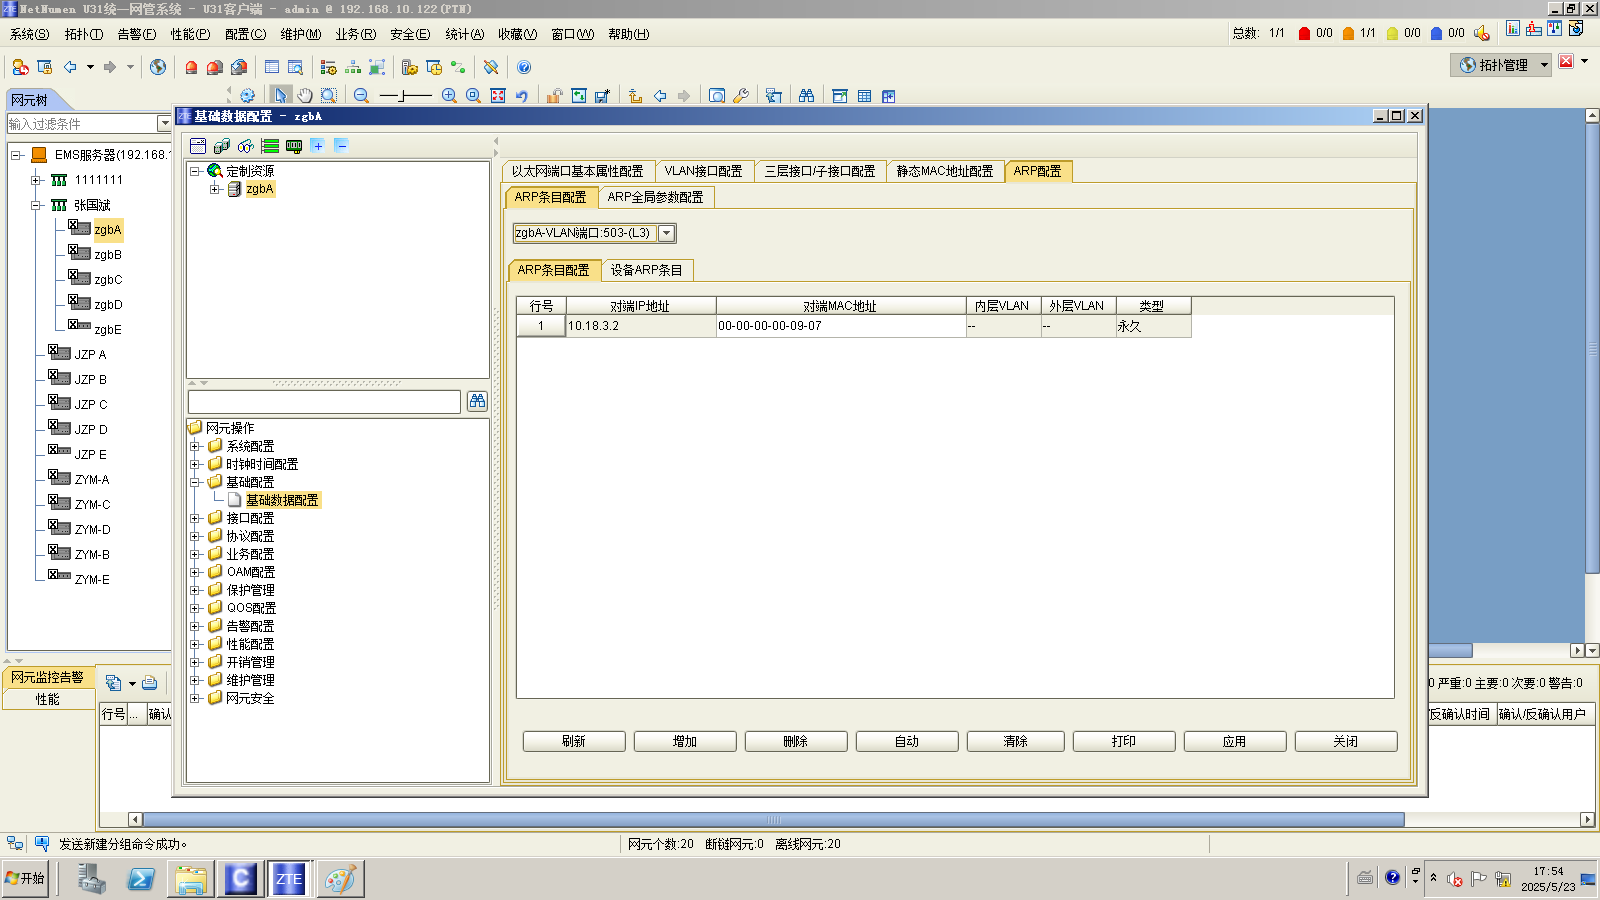 NetNumen U31统一网管系统 - U31客户端 - admin @ 192.168.10.122(PTN)
系统(S) 拓扑(T) 告警(F) 性能(P) 配置(C) 维护(M) 业务(R) 安全(E) 统计(A) 收藏(V) 窗口(W) 帮助(H)
总数: 1/1 0/0 1/1 0/0 0/0
拓扑管理
网元树
输入过滤条件
EMS服务器(192.168.1
1111111
张国斌
zgbA
zgbB
zgbC
zgbD
zgbE
JZP A
JZP B
JZP C
JZP D
JZP E
ZYM-A
ZYM-C
ZYM-D
ZYM-B
ZYM-E
基础数据配置 - zgbA
定制资源
zgbA
网元操作
系统配置
时钟时间配置
基础配置
基础数据配置
接口配置
协议配置
业务配置
OAM配置
保护管理
QOS配置
告警配置
性能配置
开销管理
维护管理
网元安全
以太网端口基本属性配置 VLAN接口配置 三层接口/子接口配置 静态MAC地址配置 ARP配置
ARP条目配置 ARP全局参数配置
zgbA-VLAN端口:503-(L3)
ARP条目配置 设备ARP条目
行号 对端IP地址 对端MAC地址 内层VLAN 外层VLAN 类型
1 10.18.3.2 00-00-00-00-09-07 -- -- 永久
刷新 增加 删除 自动 清除 打印 应用 关闭
网元监控告警
性能
行号 ... 确认
0 严重:0 主要:0 次要:0 警告:0
/反确认时间 确认/反确认用户
发送新建分组命令成功。
网元个数:20 断链网元:0 离线网元:20
开始
C
ZTE
17:54
2025/5/23